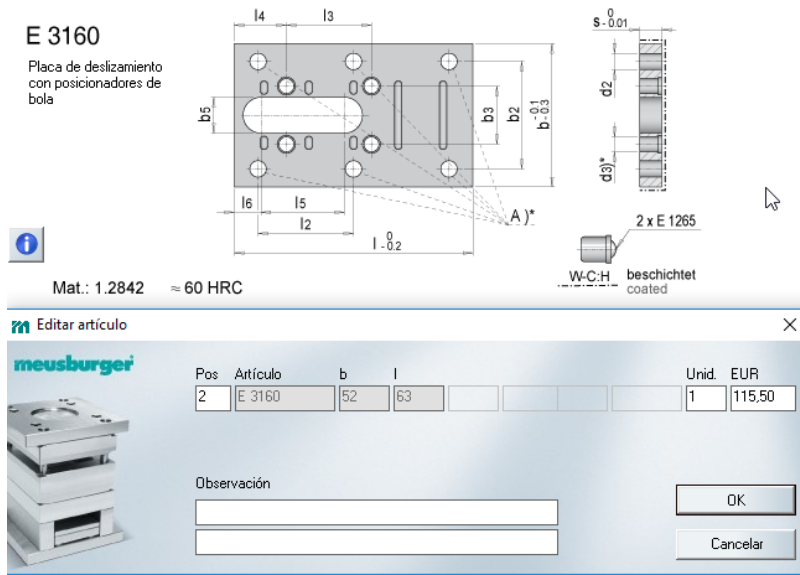 E 3160
Placa de deslizamiento
con posicionadores de
bola
l4
l3
b5
b3
b2
b -0.1 -0.3
l6
l5
l2
l 0 -0.2
A )*
s 0 -0.01
d2
d3)*
2 x E 1265
W-C:H beschichtet
coated
Mat.: 1.2842 ≈ 60 HRC
Editar artículo
meusburger
Pos Artículo b l Unid. EUR
2 E 3160 52 63 1 115,50
Observación
OK
Cancelar